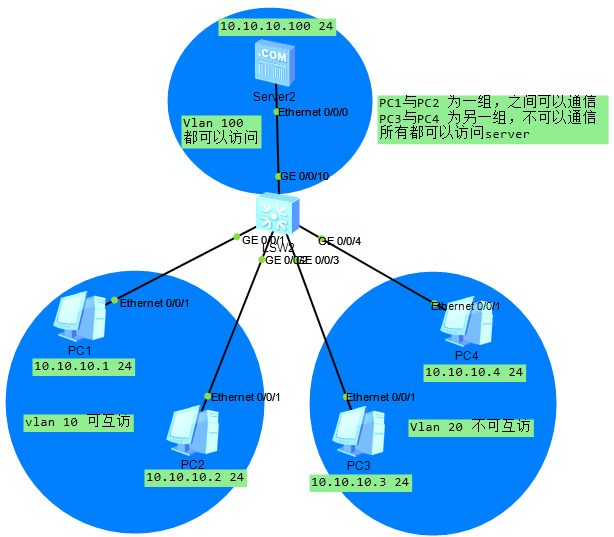 10.10.10.100 24
.COM
Server2
Ethernet 0/0/0
Vlan 100
都可以访问
PC1与PC2 为一组，之间可以通信
PC3与PC4 为另一组，不可以通信
所有都可以访问server
GE 0/0/10
LSW2
GE 0/0/1
GE 0/0/2
GE 0/0/3
GE 0/0/4
Ethernet 0/0/1
PC1
10.10.10.1 24
vlan 10 可互访
Ethernet 0/0/1
PC2
10.10.10.2 24
Ethernet 0/0/1
PC3
10.10.10.3 24
Ethernet 0/0/1
PC4
10.10.10.4 24
Vlan 20 不可互访